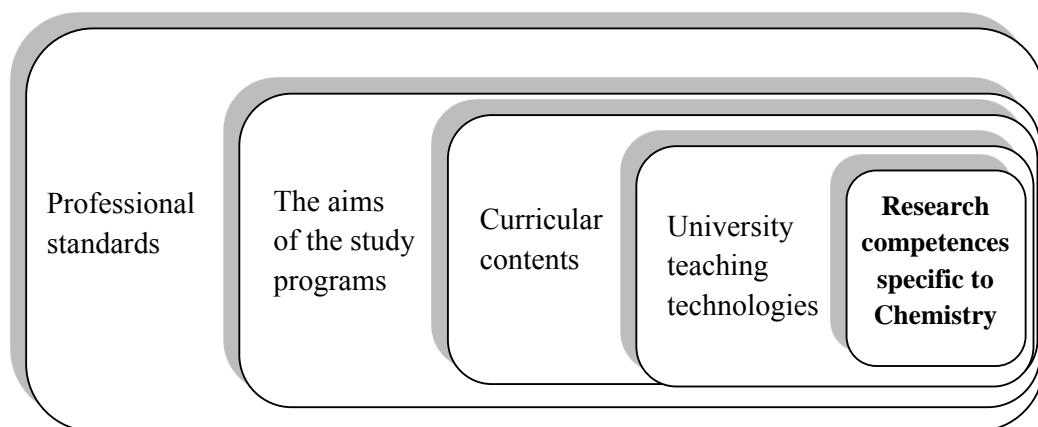 Professional
standards
The aims
of the study
programs
Curricular
contents
University
teaching
technologies
Research
competences
specific to
Chemistry